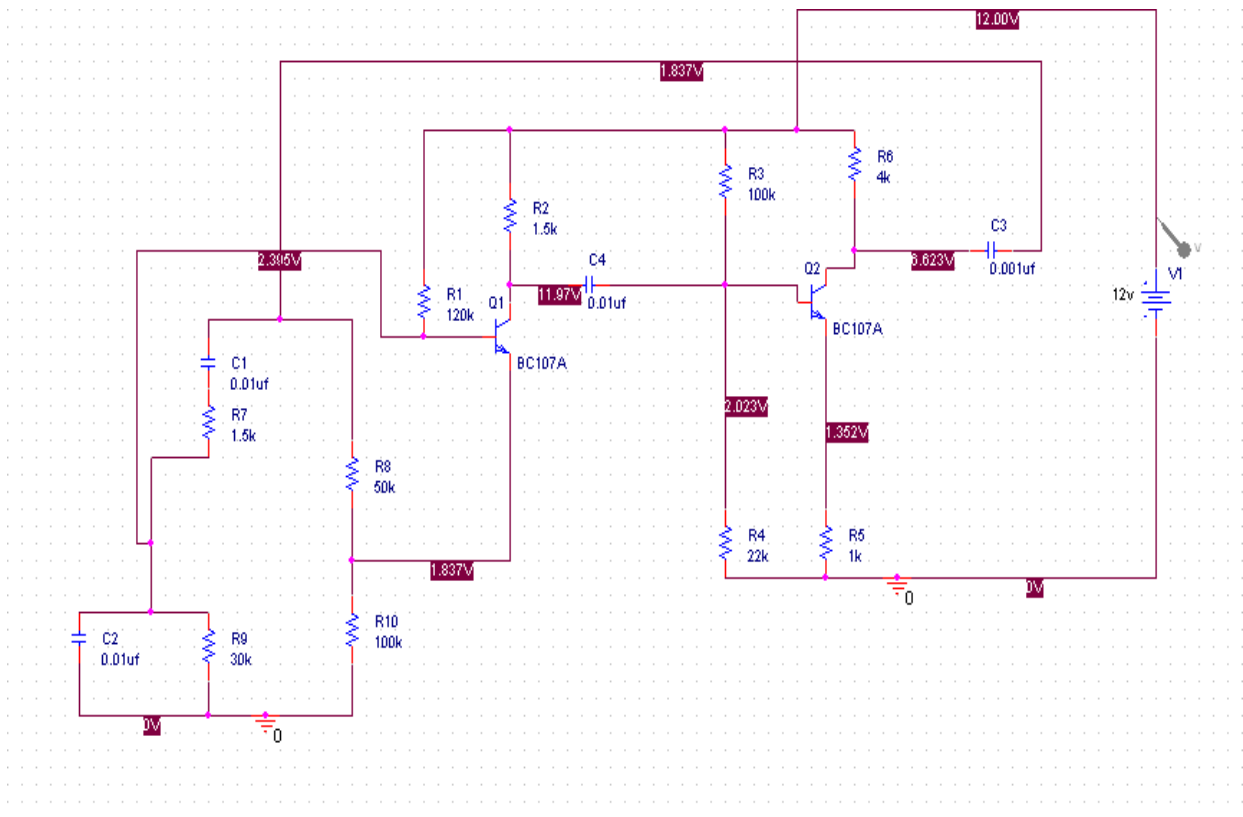 12.00V
1.837V
R6
4k
R3
100k
R2
1.5k
C3
0.001uf
2.395V
6.623V
V
C4
0.01uf
11.97V
Q2
BC107A
V1
12v
R1
120k
Q1
BC107A
C1
0.01uf
R7
1.5k
2.023V
1.352V
R8
50k
R4
22k
R5
1k
1.837V
0V
0
C2
0.01uf
R9
30k
R10
100k
0V
0